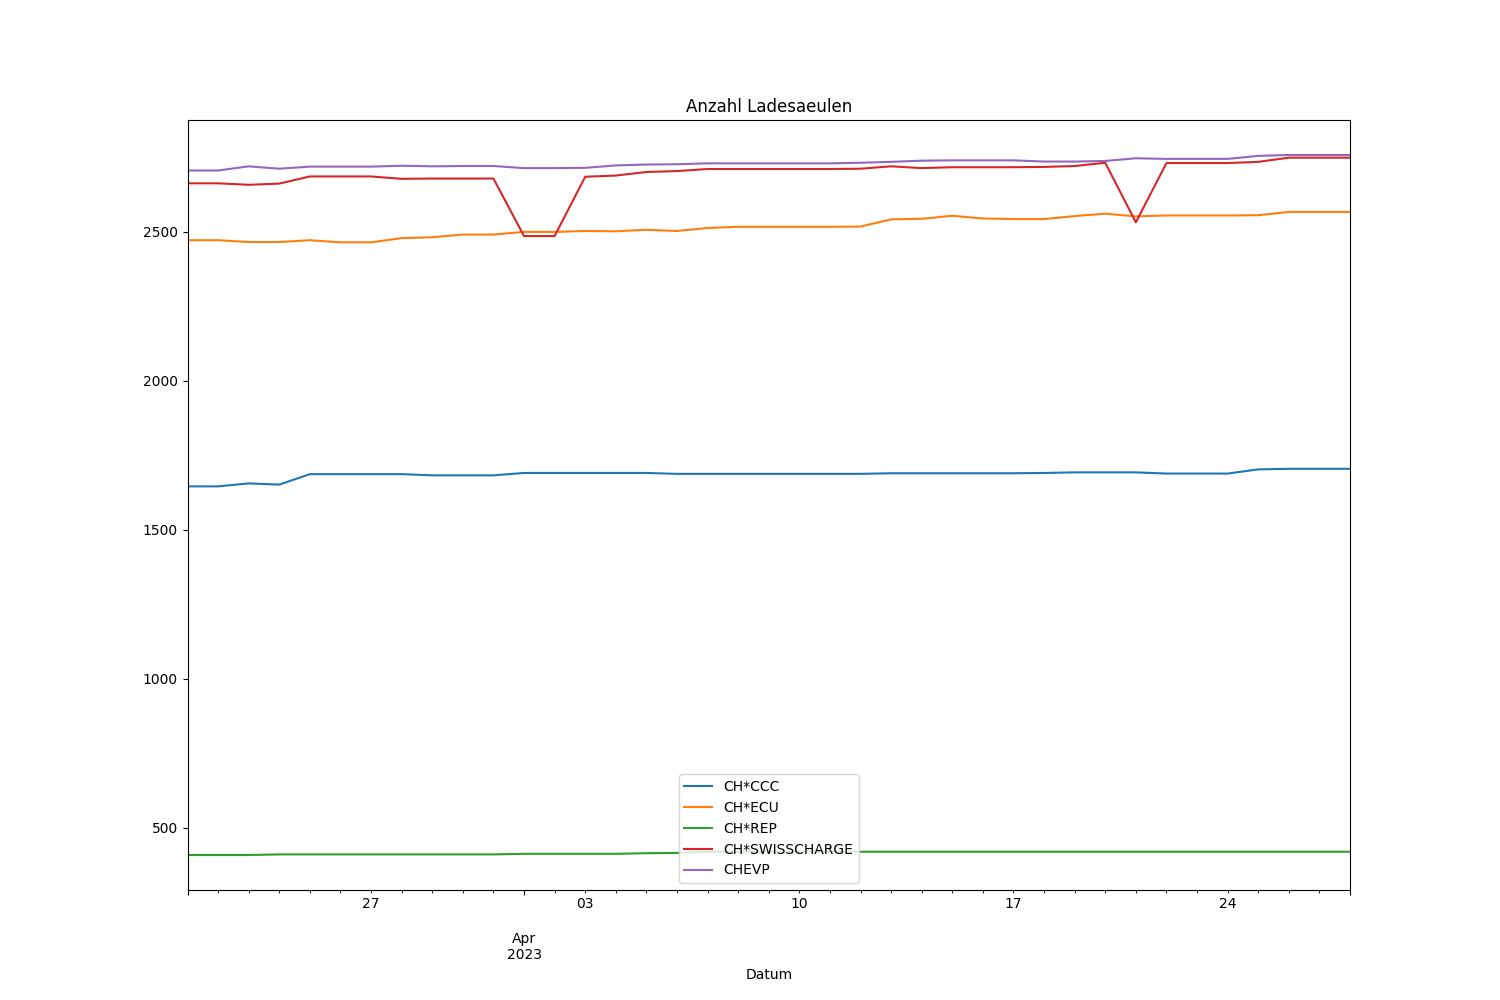 Anzahl Ladesaeulen
2500
2000
1500
1000
500
CH*CCC
CH*ECU
CH*REP
CH*SWISSCHARGE
CHEVP
27 03 10 17 24
Apr
2023
Datum